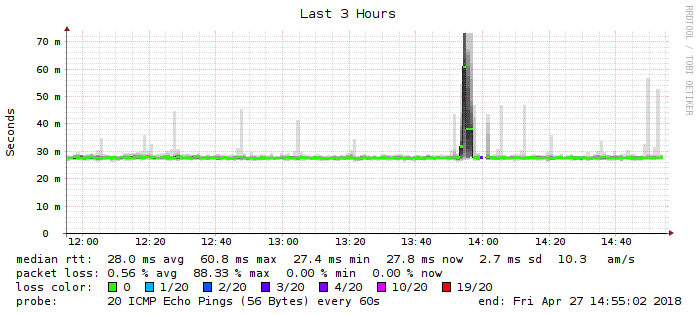 Last 3 Hours
RRDTOOL / TOBI OETIKER
Seconds
70 m
60 m
50 m
40 m
30 m
20 m
10 m
0
12:00 12:20 12:40 13:00 13:20 13:40 14:00 14:20 14:40
median rtt: 28.0 ms avg 60.8 ms max 27.4 ms min 27.8 ms now 2.7 ms sd 10.3 am/s
packet loss: 0.56 % avg 88.33 % max 0.00 % min 0.00 % now
loss color: 0 1/20 2/20 3/20 4/20 10/20 19/20
probe: 20 ICMP Echo Pings (56 Bytes) every 60s end: Fri Apr 27 14:55:02 2018